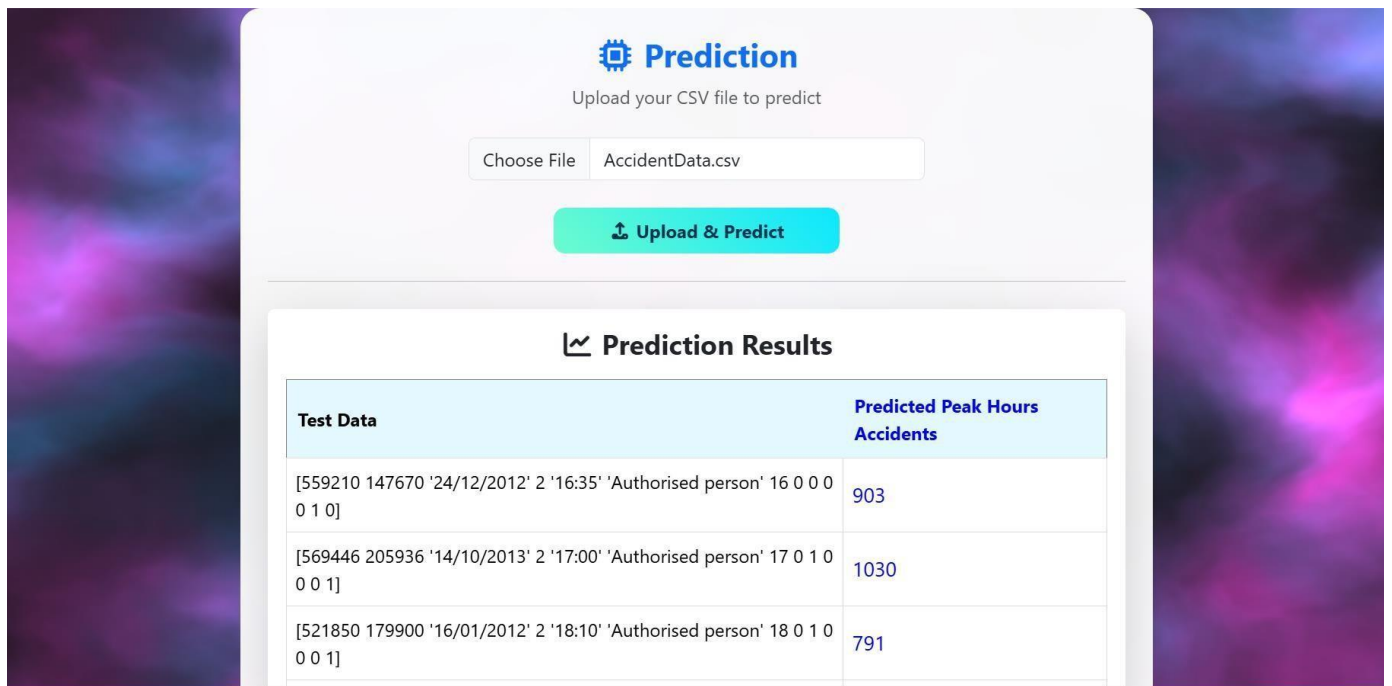 Prediction
Upload your CSV file to predict
Choose File AccidentData.csv
Upload & Predict
Prediction Results
Test Data
Predicted Peak Hours
Accidents
[559210 147670 '24/12/2012' 2 '16:35' 'Authorised person' 16 0 0 0
0 1 0]
903
[569446 205936 '14/10/2013' 2 '17:00' 'Authorised person' 17 0 1 0
0 0 1]
1030
[521850 179900 '16/01/2012' 2 '18:10' 'Authorised person' 18 0 1 0
0 0 1]
791